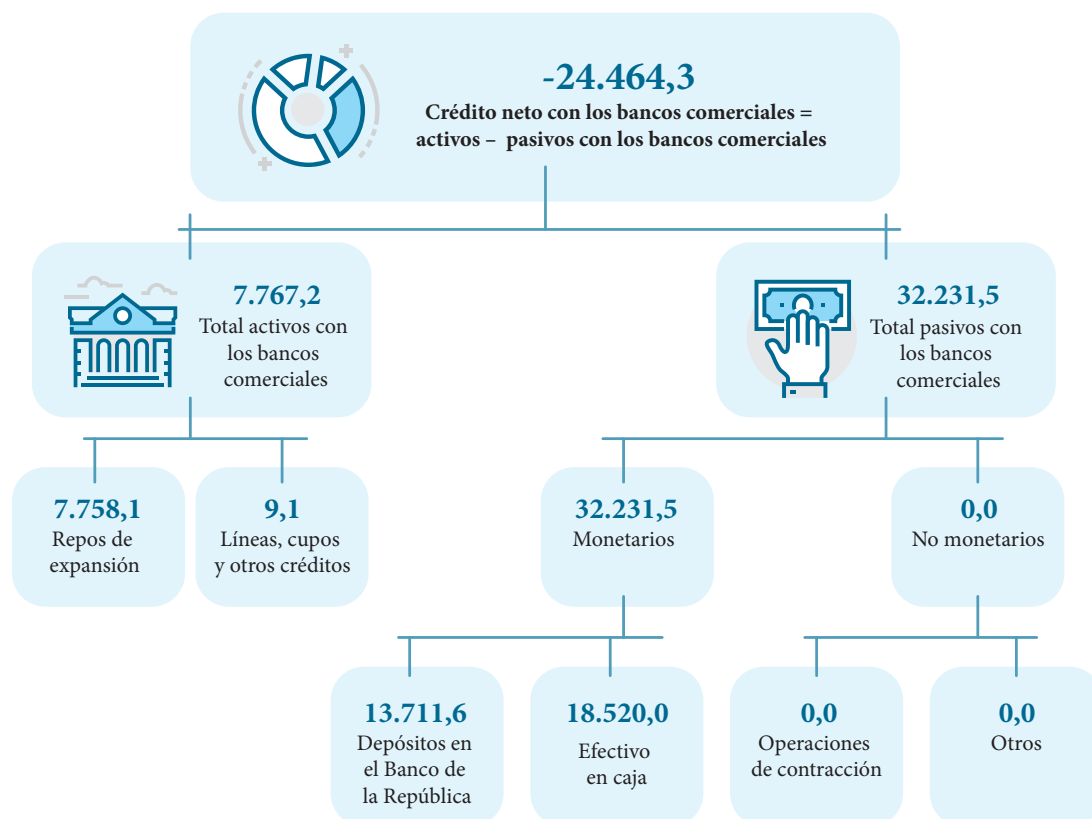 -24.464,3
Crédito neto con los bancos comerciales =
activos – pasivos con los bancos comerciales
7.767,2
Total activos con
los bancos
comerciales
32.231,5
Total pasivos con
los bancos
comerciales
7.758,1
Repos de
expansión
9,1
Líneas, cupos
y otros créditos
32.231,5
Monetarios
0,0
No monetarios
13.711,6
Depósitos en
el Banco de
la República
18.520,0
Efectivo
en caja
0,0
Operaciones
de contracción
0,0
Otros